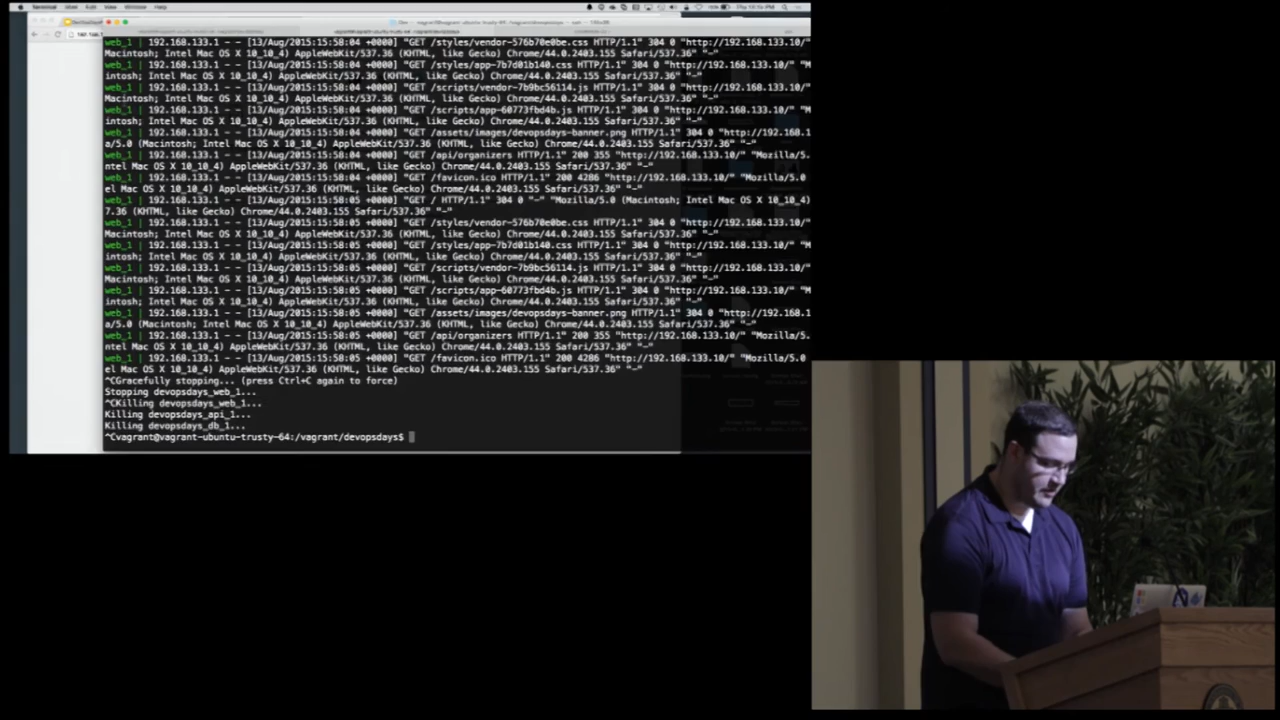 Terminal Shell Edit View Window
web_1 | 192.168.133.1 - - [13/Aug/2015:15:58:04 +0000] "GET /styles/vendor-576b70e0be.css HTTP/1.1" 304 0 "http://192.168.133.10/"
Macintosh; Intel Mac OS X 10_10_4) AppleWebKit/537.36 (KHTML, like Gecko) Chrome/44.0.2403.155 Safari/537.36" "-"
web_1 | 192.168.133.1 - - [13/Aug/2015:15:58:04 +0000] "GET /styles/app-7b7d01b140.css HTTP/1.1" 304 0 "http://192.168.133.10/" "M
intosh; Intel Mac OS X 10_10_4) AppleWebKit/537.36 (KHTML, like Gecko) Chrome/44.0.2403.155 Safari/537.36" "-"
web_1 | 192.168.133.1 - - [13/Aug/2015:15:58:04 +0000] "GET /scripts/vendor-7b9bc56114.js HTTP/1.1" 304 0 "http://192.168.133.10/"
Macintosh; Intel Mac OS X 10_10_4) AppleWebKit/537.36 (KHTML, like Gecko) Chrome/44.0.2403.155 Safari/537.36" "-"
web_1 | 192.168.133.1 - - [13/Aug/2015:15:58:04 +0000] "GET /scripts/app-60773fbd4b.js HTTP/1.1" 304 0 "http://192.168.133.10/" "M
intosh; Intel Mac OS X 10_10_4) AppleWebKit/537.36 (KHTML, like Gecko) Chrome/44.0.2403.155 Safari/537.36" "-"
web_1 | 192.168.133.1 - - [13/Aug/2015:15:58:04 +0000] "GET /assets/images/devopsdays-banner.png HTTP/1.1" 304 0 "http://192.168.1
a/5.0 (Macintosh; Intel Mac OS X 10_10_4) AppleWebKit/537.36 (KHTML, like Gecko) Chrome/44.0.2403.155 Safari/537.36" "-"
web_1 | 192.168.133.1 - - [13/Aug/2015:15:58:04 +0000] "GET /api/organizers HTTP/1.1" 200 355 "http://192.168.133.10/" "Mozilla/5.
ntel Mac OS X 10_10_4) AppleWebKit/537.36 (KHTML, like Gecko) Chrome/44.0.2403.155 Safari/537.36" "-"
web_1 | 192.168.133.1 - - [13/Aug/2015:15:58:04 +0000] "GET /favicon.ico HTTP/1.1" 200 4286 "http://192.168.133.10/" "Mozilla/5.0
el Mac OS X 10_10_4) AppleWebKit/537.36 (KHTML, like Gecko) Chrome/44.0.2403.155 Safari/537.36" "-"
web_1 | 192.168.133.1 - - [13/Aug/2015:15:58:05 +0000] "GET / HTTP/1.1" 304 0 "-" "Mozilla/5.0 (Macintosh; Intel Mac OS X 10_10_4)
7.36 (KHTML, like Gecko) Chrome/44.0.2403.155 Safari/537.36" "-"
web_1 | 192.168.133.1 - - [13/Aug/2015:15:58:05 +0000] "GET /styles/vendor-576b70e0be.css HTTP/1.1" 304 0 "http://192.168.133.10/"
Macintosh; Intel Mac OS X 10_10_4) AppleWebKit/537.36 (KHTML, like Gecko) Chrome/44.0.2403.155 Safari/537.36" "-"
web_1 | 192.168.133.1 - - [13/Aug/2015:15:58:05 +0000] "GET /styles/app-7b7d01b140.css HTTP/1.1" 304 0 "http://192.168.133.10/" "M
intosh; Intel Mac OS X 10_10_4) AppleWebKit/537.36 (KHTML, like Gecko) Chrome/44.0.2403.155 Safari/537.36" "-"
web_1 | 192.168.133.1 - - [13/Aug/2015:15:58:05 +0000] "GET /scripts/vendor-7b9bc56114.js HTTP/1.1" 304 0 "http://192.168.133.10/"
Macintosh; Intel Mac OS X 10_10_4) AppleWebKit/537.36 (KHTML, like Gecko) Chrome/44.0.2403.155 Safari/537.36" "-"
web_1 | 192.168.133.1 - - [13/Aug/2015:15:58:05 +0000] "GET /scripts/app-60773fbd4b.js HTTP/1.1" 304 0 "http://192.168.133.10/" "M
intosh; Intel Mac OS X 10_10_4) AppleWebKit/537.36 (KHTML, like Gecko) Chrome/44.0.2403.155 Safari/537.36" "-"
web_1 | 192.168.133.1 - - [13/Aug/2015:15:58:05 +0000] "GET /assets/images/devopsdays-banner.png HTTP/1.1" 304 0 "http://192.168.1
a/5.0 (Macintosh; Intel Mac OS X 10_10_4) AppleWebKit/537.36 (KHTML, like Gecko) Chrome/44.0.2403.155 Safari/537.36" "-"
web_1 | 192.168.133.1 - - [13/Aug/2015:15:58:05 +0000] "GET /api/organizers HTTP/1.1" 200 355 "http://192.168.133.10/" "Mozilla/5.
ntel Mac OS X 10_10_4) AppleWebKit/537.36 (KHTML, like Gecko) Chrome/44.0.2403.155 Safari/537.36" "-"
web_1 | 192.168.133.1 - - [13/Aug/2015:15:58:05 +0000] "GET /favicon.ico HTTP/1.1" 200 4286 "http://192.168.133.10/" "Mozilla/5.0
el Mac OS X 10_10_4) AppleWebKit/537.36 (KHTML, like Gecko) Chrome/44.0.2403.155 Safari/537.36" "-"
^CGracefully stopping... (press Ctrl+C again to force)
Stopping devopsdays_web_1...
^CKilling devopsdays_web_1...
Killing devopsdays_api_1...
Killing devopsdays_db_1...
^Cvagrant@vagrant-ubuntu-trusty-64:/vagrant/devopsdays$